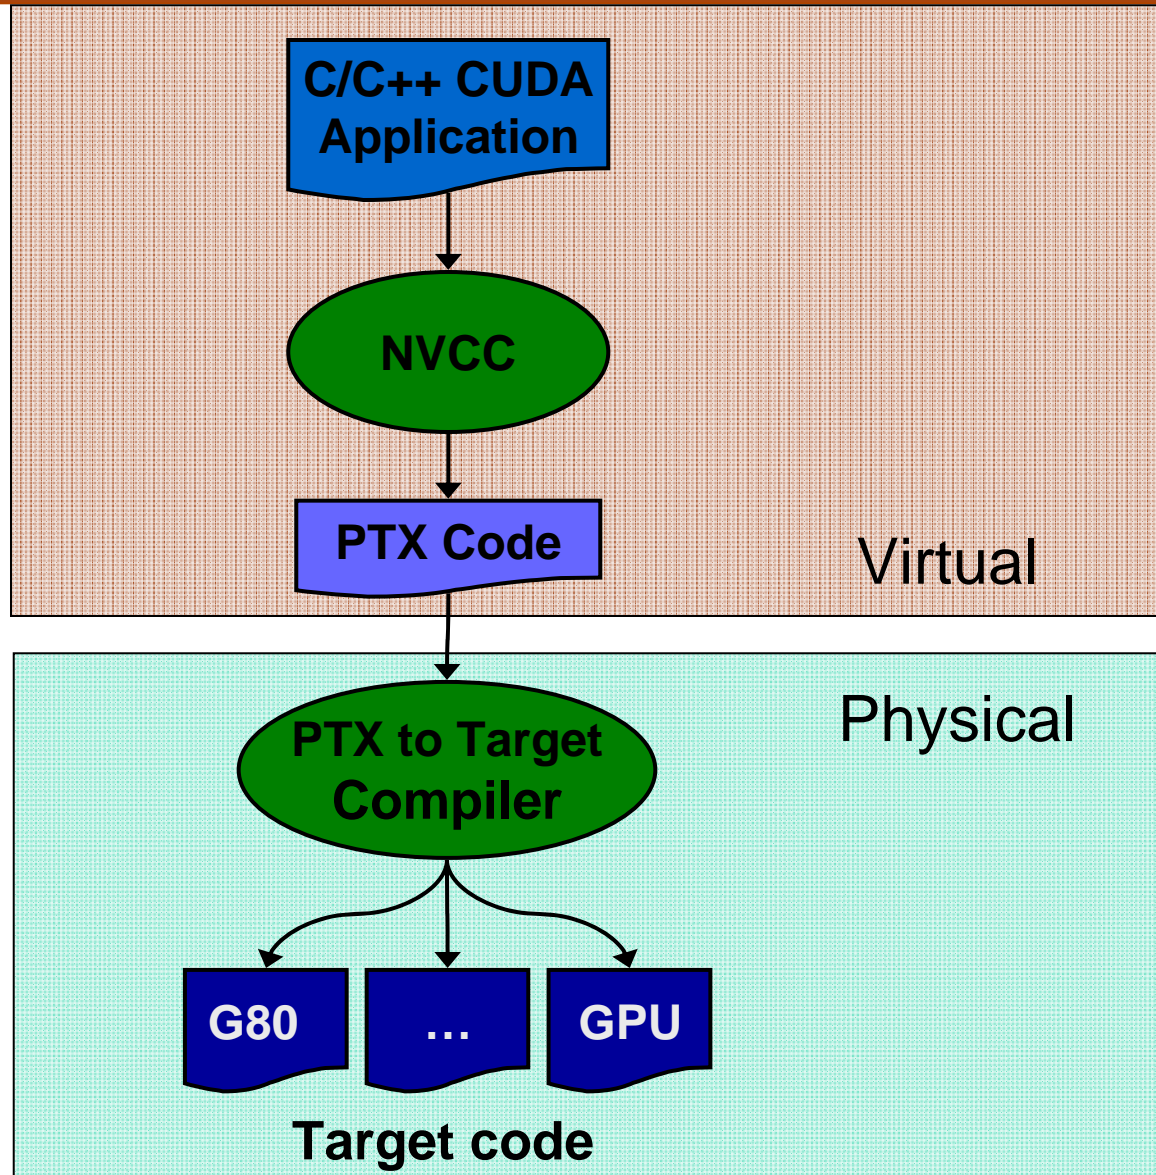 C/C++ CUDA
Application
NVCC
PTX Code
Virtual
Physical
PTX to Target
Compiler
G80
…
GPU
Target code